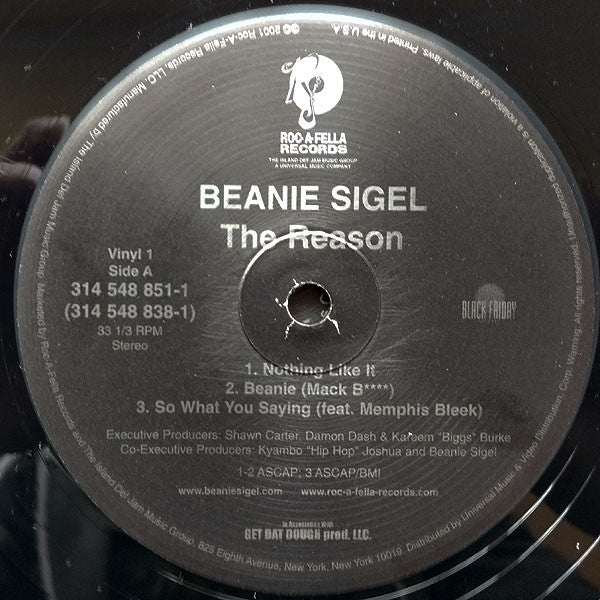 ROC-A-FELLA
RECORDS
THE ISLAND DEF JAM MUSIC GROUP
A UNIVERSAL MUSIC COMPANY
BEANIE SIGEL
The Reason
Vinyl 1
Side A
314 548 851-1
(314 548 838-1)
33 1/3 RPM
Stereo
BLACK FRIDAY
1. Nothing Like It
2. Beanie (Mack B****)
3. So What You Saying (feat. Memphis Bleek)
Executive Producers: Shawn Carter, Damon Dash & Kareem "Biggs" Burke
Co-Executive Producers: Kyambo "Hip Hop" Joshua and Beanie Sigel
1-2 ASCAP; 3 ASCAP/BMI
www.beaniesigel.com www.roc-a-fella-records.com
In Association With
GET DAT DOUGH prod. LLC.
℗© 2001 Roc-A-Fella Records, LLC. Manufactured by The Island Def Jam Music Group. Marketed by Roc-A-Fella Records and The Island Def Jam Music Group, 825 Eighth Avenue, New York, New York 10019. Distributed by Universal Music & Video Distribution, Corp. Warning: All rights reserved. Unauthorized duplication is a violation of applicable laws. Printed in the U.S.A.